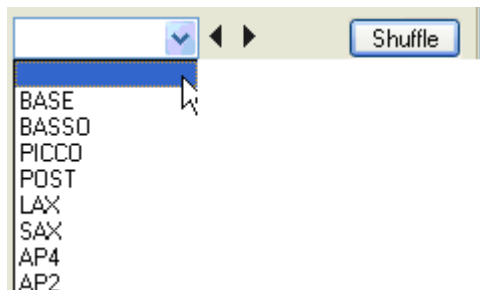 Shuffle
BASE
BASSO
PICCO
POST
LAX
SAX
AP4
AP2